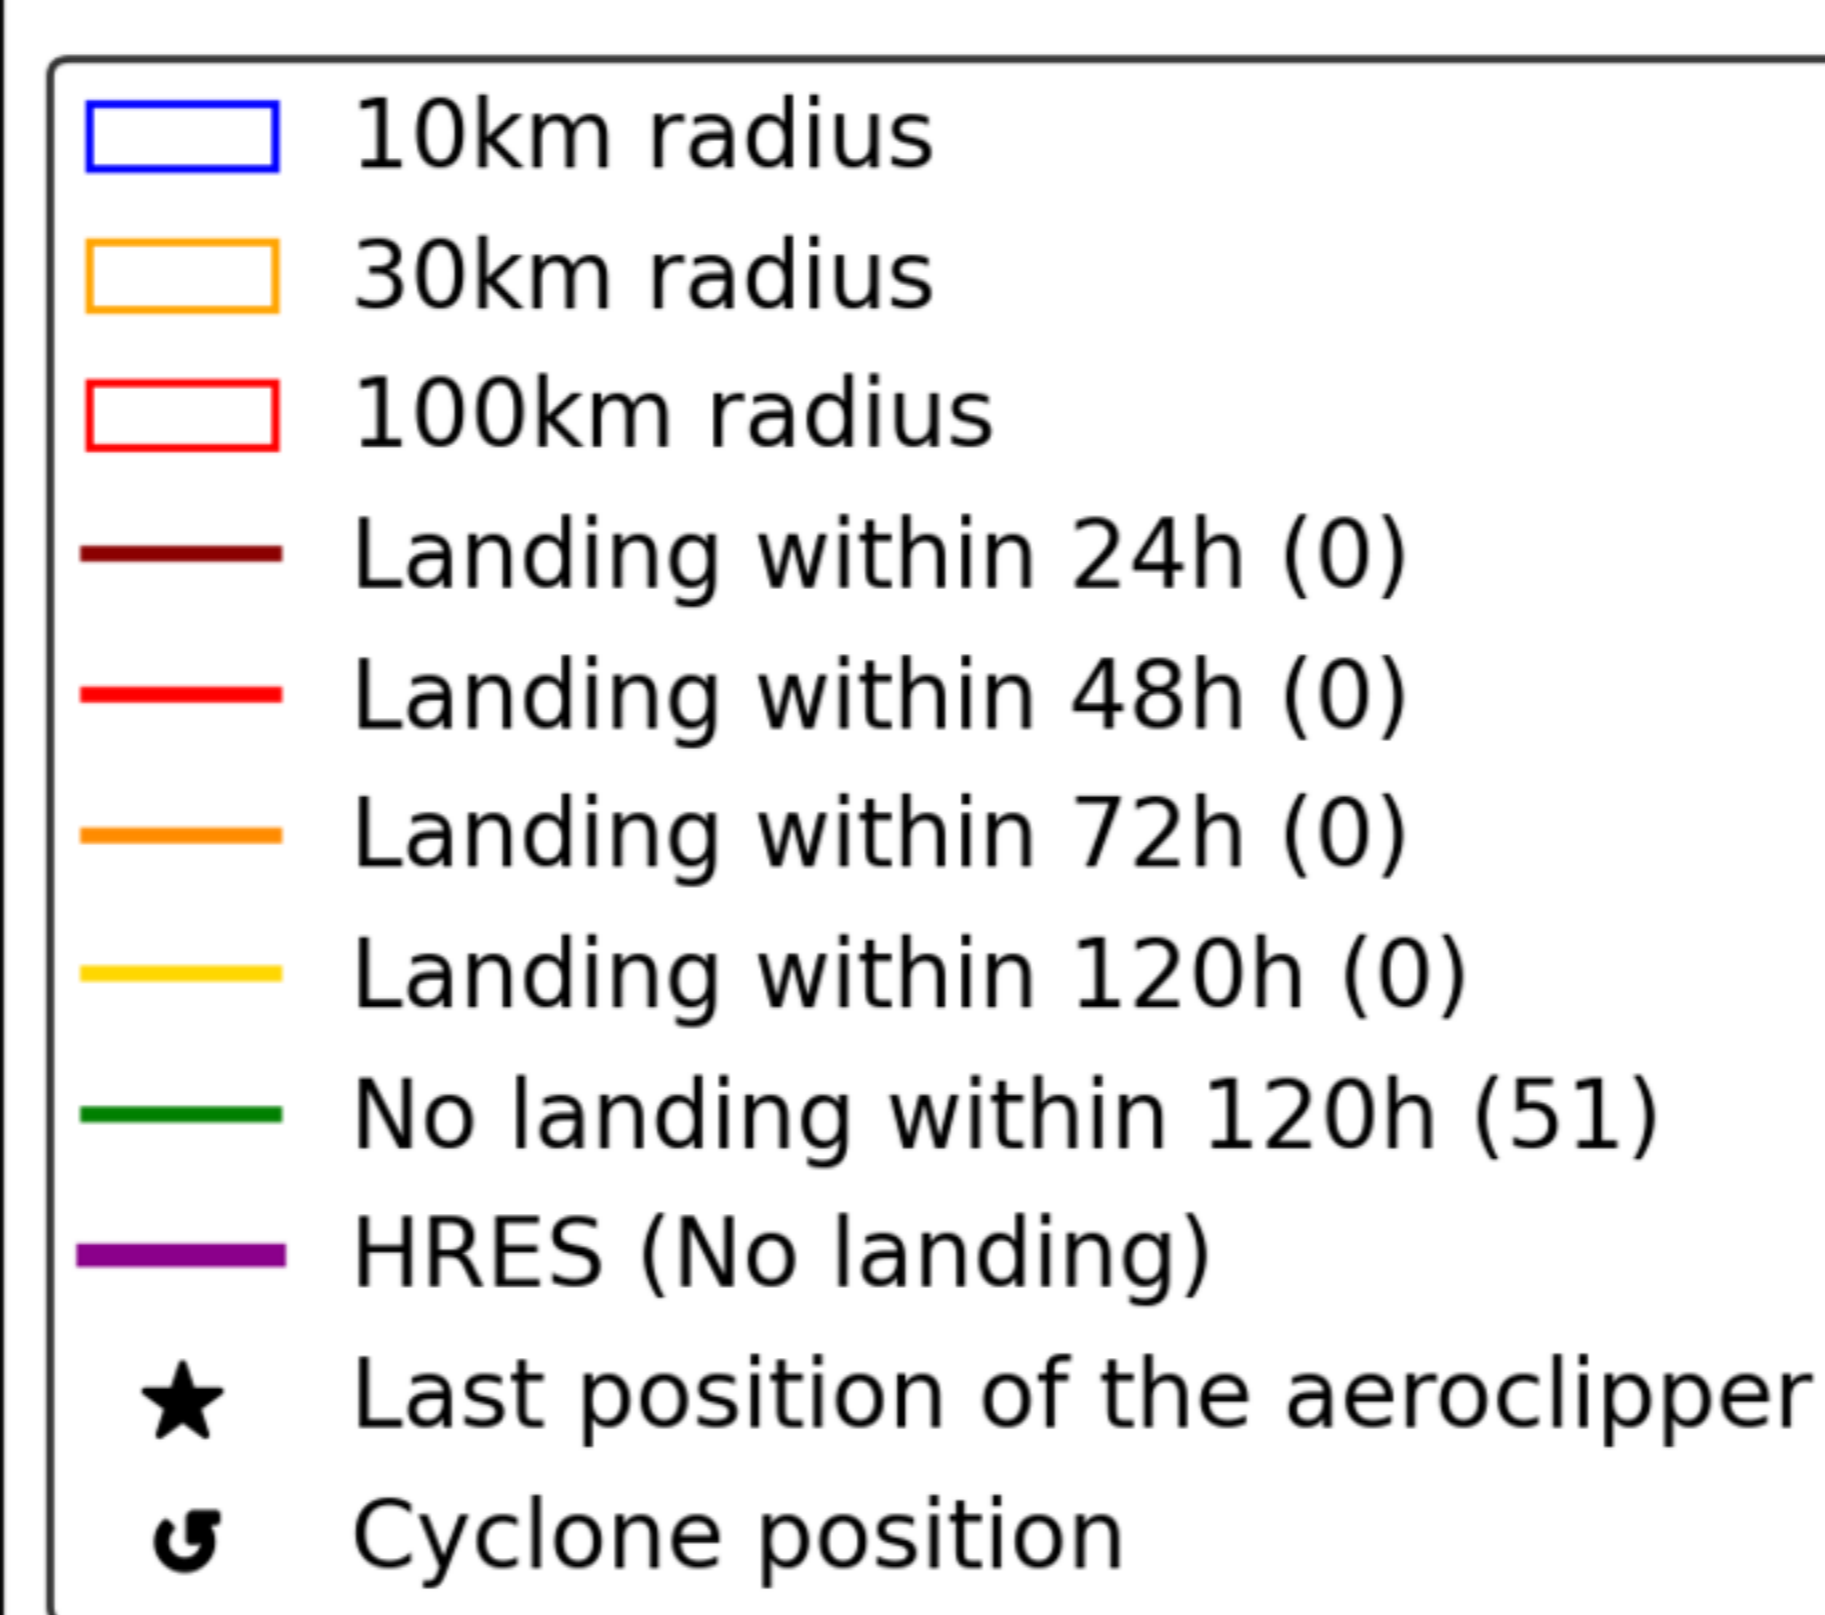 10km radius
30km radius
100km radius
Landing within 24h (0)
Landing within 48h (0)
Landing within 72h (0)
Landing within 120h (0)
No landing within 120h (51)
HRES (No landing)
Last position of the aeroclipper
Cyclone position